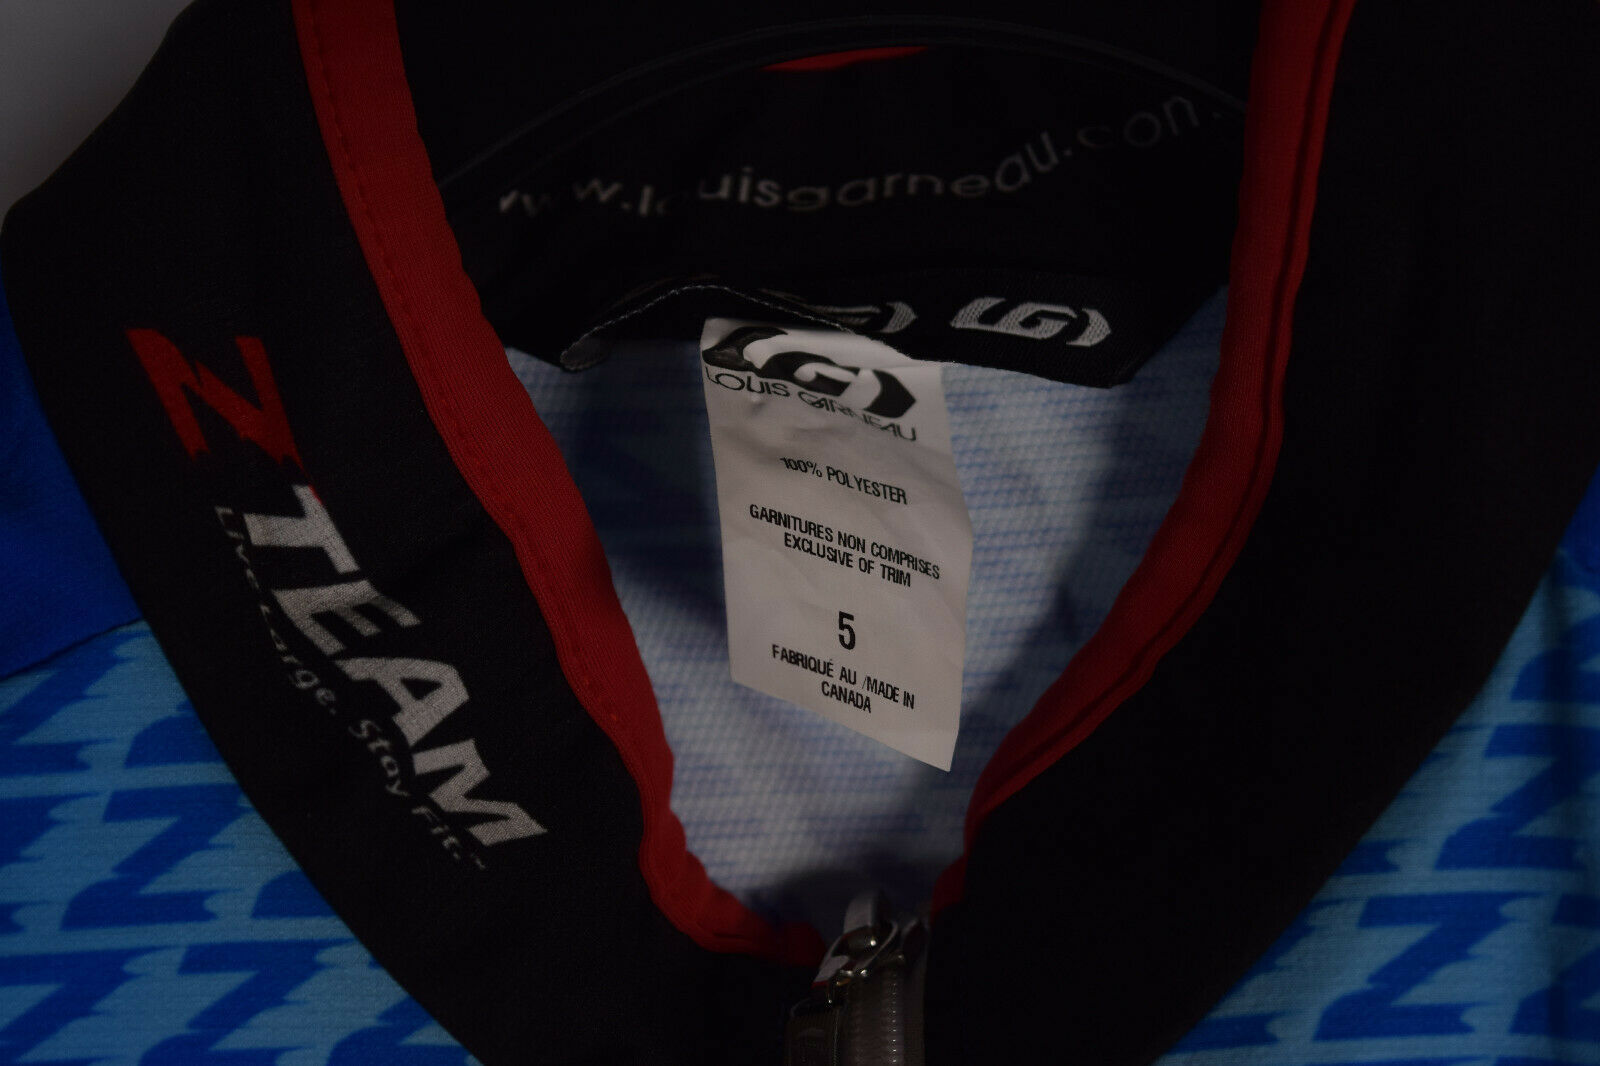 www.louisgarneau.com
LOUIS GARNEAU
100% POLYESTER
GARNITURES NON COMPRISES
EXCLUSIVE OF TRIM
5
FABRIQUÉ AU /MADE IN
CANADA
N
TEAM
Live Large. Stay Fit.™